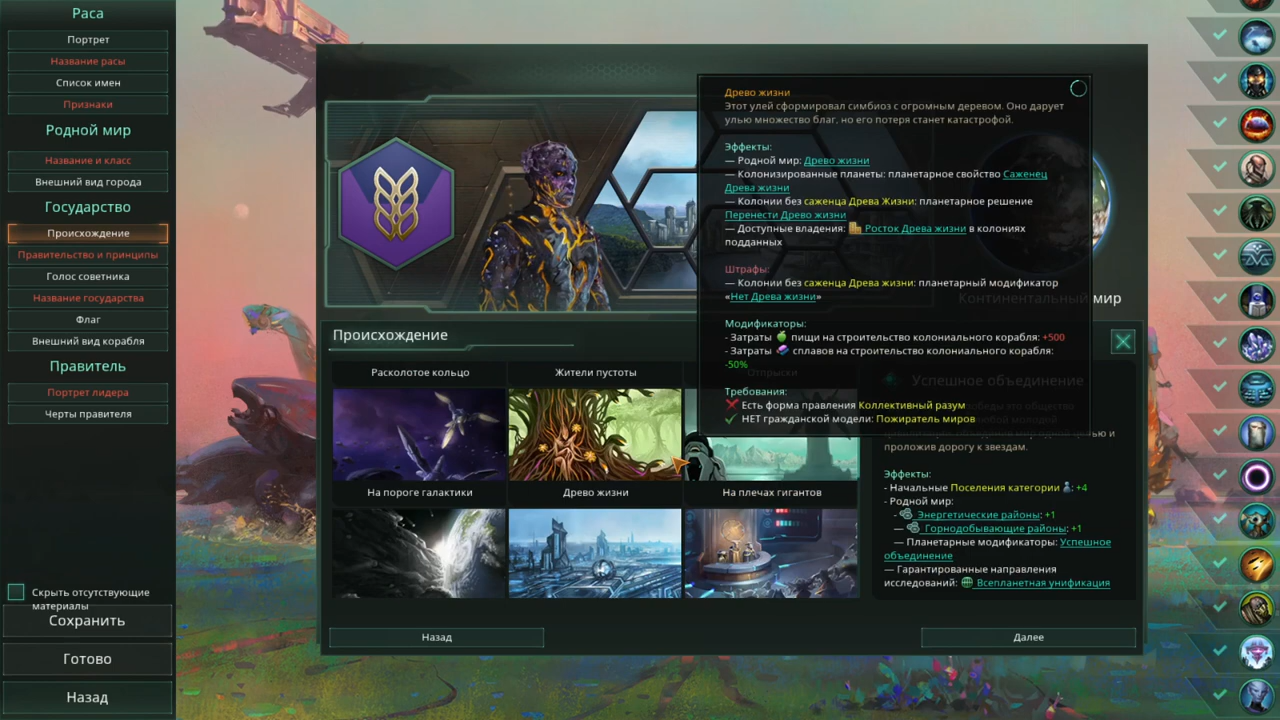 Раса
Портрет
Название расы
Список имен
Признаки
Родной мир
Название и класс
Внешний вид города
Государство
Происхождение
Правительство и принципы
Голос советника
Название государства
Флаг
Внешний вид корабля
Правитель
Портрет лидера
Черты правителя
Скрыть отсутствующие
материалы
Сохранить
Готово
Назад
Древо жизни
Этот улей сформировал симбиоз с огромным деревом. Оно дарует
улью множество благ, но его потеря станет катастрофой.
Эффекты:
— Родной мир: Древо жизни
— Колонизированные планеты: планетарное свойство Саженец
Древа жизни
— Колонии без саженца Древа Жизни: планетарное решение
Перенести Древо жизни
— Доступные владения: Росток Древа жизни в колониях
подданных
Штрафы:
— Колонии без саженца Древа жизни: планетарный модификатор
«Нет Древа жизни»
Модификаторы:
- Затраты пищи на строительство колониального корабля: +500
- Затраты сплавов на строительство колониального корабля:
-50%
Требования:
Есть форма правления Коллективный разум
НЕТ гражданской модели: Пожиратель миров
Континентальный мир
Происхождение
Расколотое кольцо
Жители пустоты
Отпрыски
На пороге галактики
Древо жизни
На плечах гигантов
Успешное объединение
проложив дорогу к звездам.
Эффекты:
- Начальные Поселения категории : +4
- Родной мир:
- Энергетические районы: +1
— Горнодобывающие районы: +1
— Планетарные модификаторы: Успешное
объединение
— Гарантированные направления
исследований: Всепланетная унификация
Назад
Далее